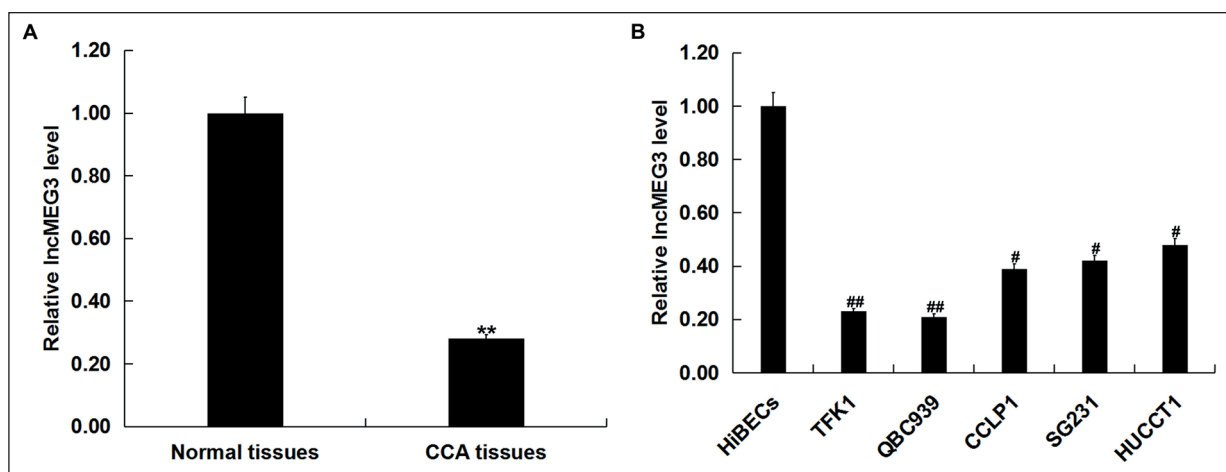 A
Relative lncMEG3 level
1.20
1.00
0.80
0.60
0.40
0.20
0.00
**
Normal tissues
CCA tissues
B
Relative lncMEG3 level
1.20
1.00
0.80
0.60
0.40
0.20
0.00
##
##
#
#
#
HiBECs
TFK1
QBC939
CCLP1
SG231
HUCCT1